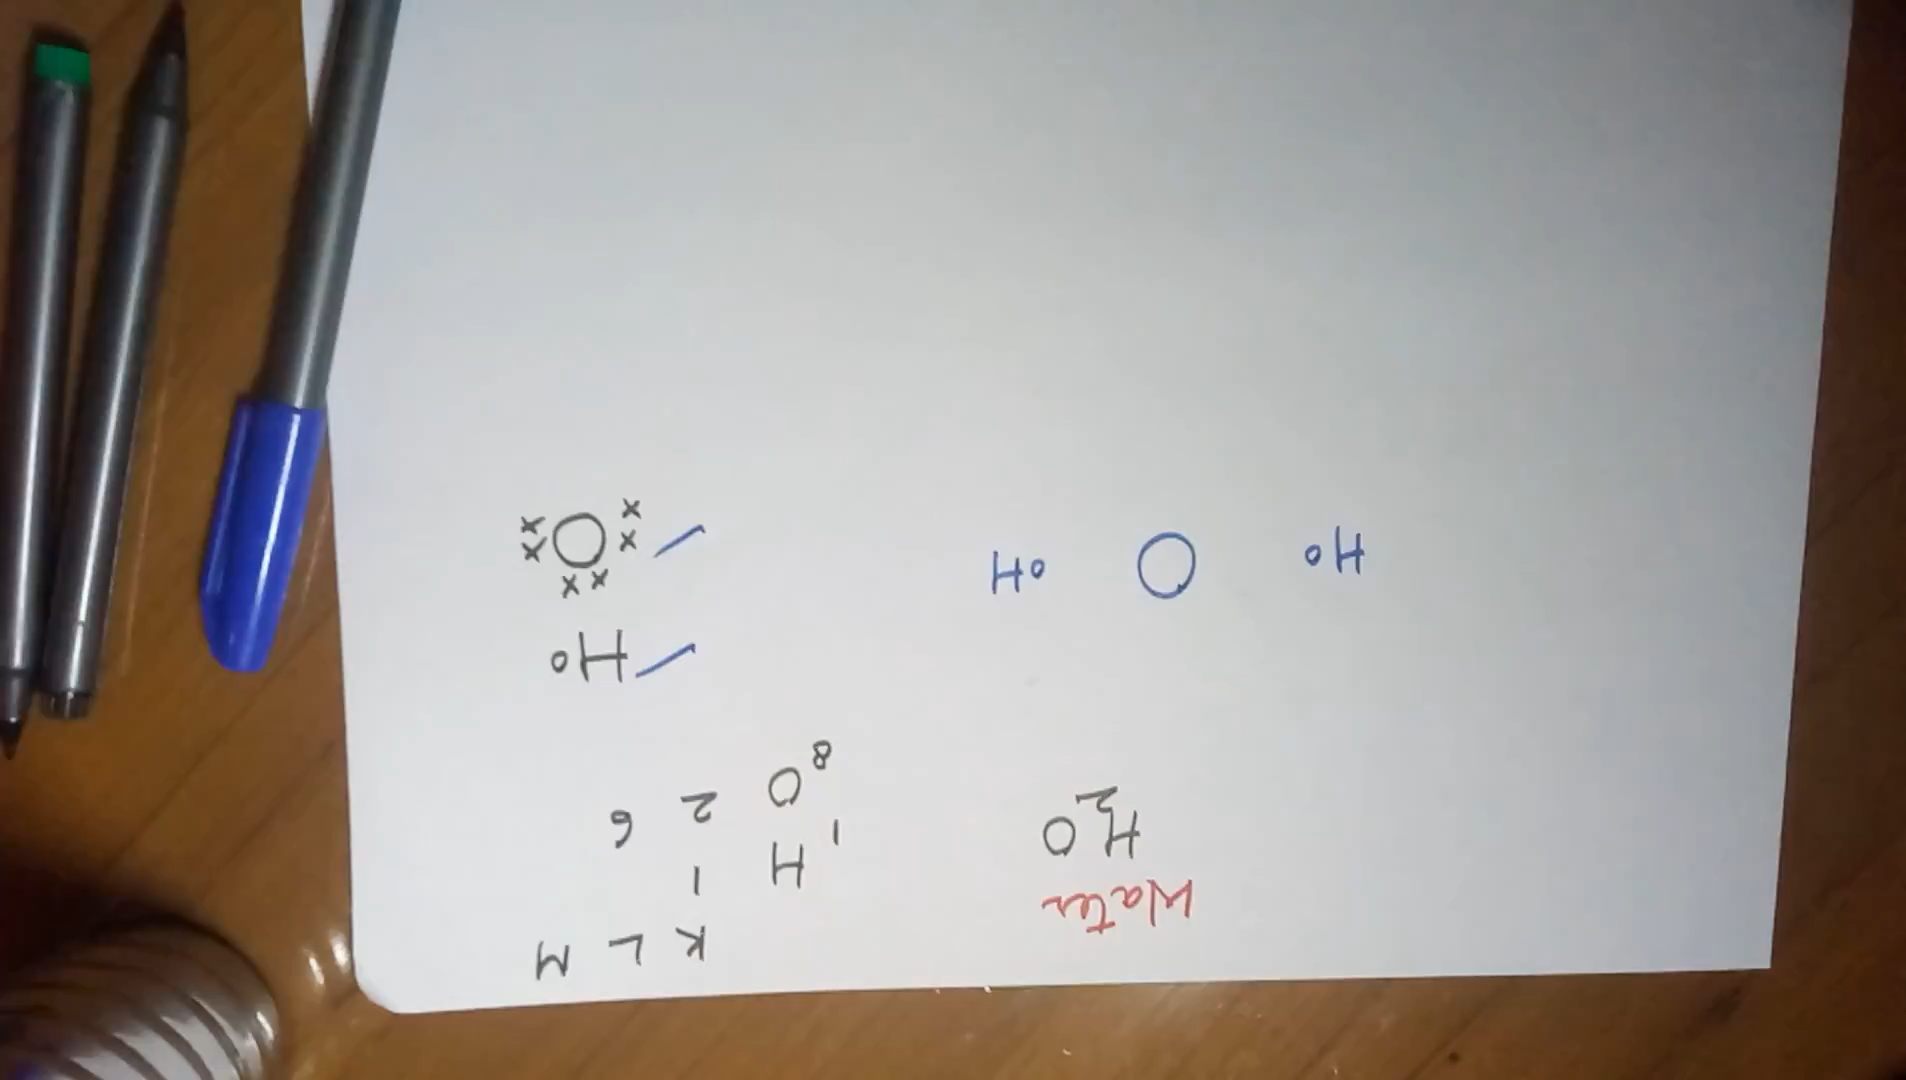 Water K L M
H₂O ₁H 1
₈O 2 6
✓ H o
x x
H o O o H ✓ x x O x x